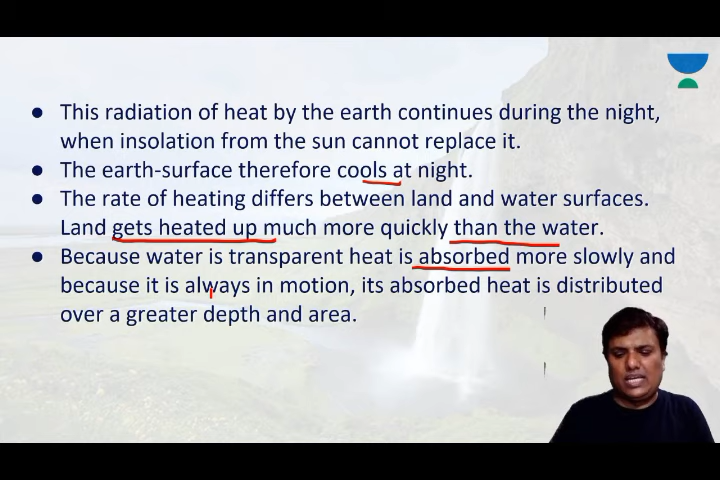 ● This radiation of heat by the earth continues during the night,
when insolation from the sun cannot replace it.
● The earth-surface therefore cools at night.
● The rate of heating differs between land and water surfaces.
Land gets heated up much more quickly than the water.
● Because water is transparent heat is absorbed more slowly and
because it is always in motion, its absorbed heat is distributed
over a greater depth and area.